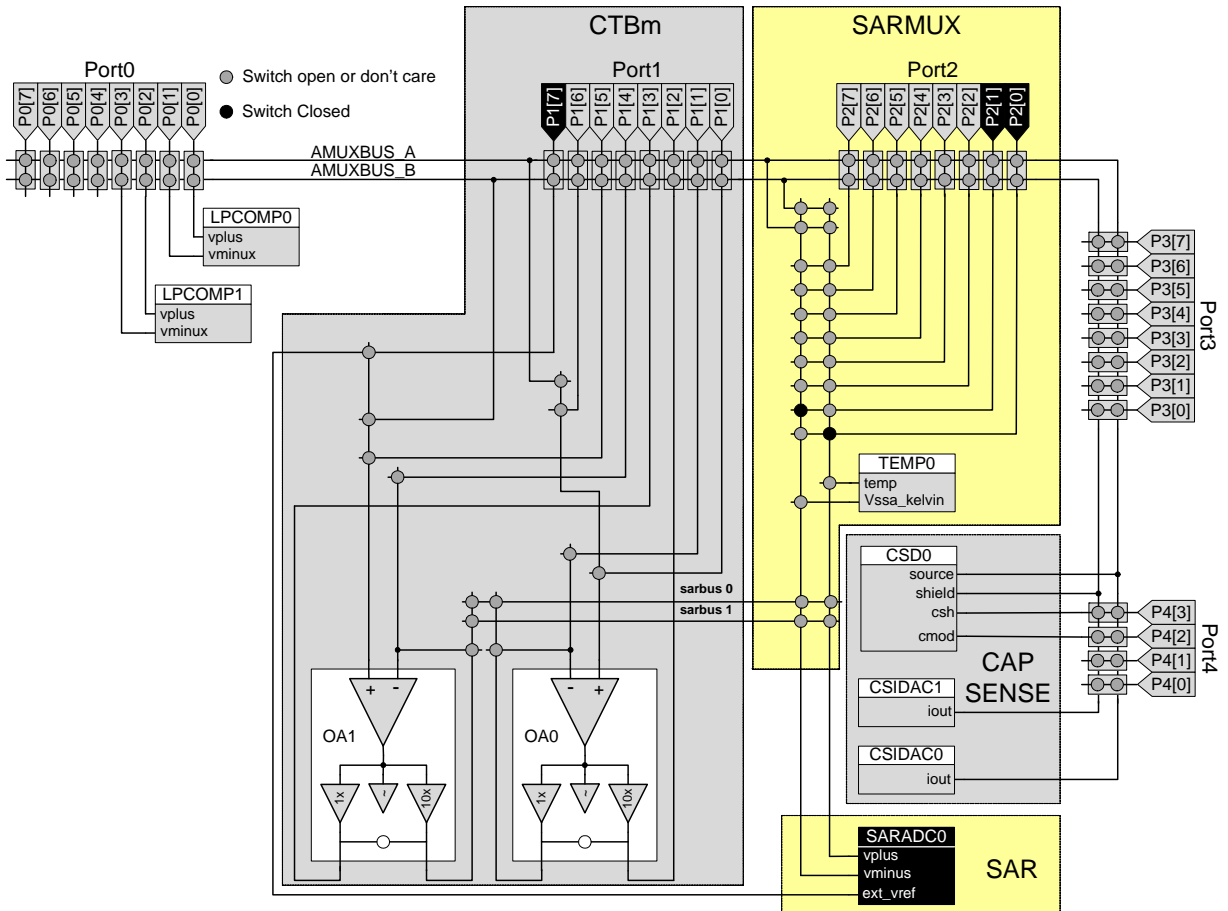 CTBm
SARMUX
Port0
Switch open or don't care
Switch Closed
Port1
Port2
P0[7]
P0[6]
P0[5]
P0[4]
P0[3]
P0[2]
P0[1]
P0[0]
P1[7]
P1[6]
P1[5]
P1[4]
P1[3]
P1[2]
P1[1]
P1[0]
P2[7]
P2[6]
P2[5]
P2[4]
P2[3]
P2[2]
P2[1]
P2[0]
AMUXBUS_A
AMUXBUS_B
LPCOMP0
vplus
vminux
LPCOMP1
vplus
vminux
P3[7]
P3[6]
P3[5]
P3[4]
P3[3]
P3[2]
P3[1]
P3[0]
Port3
TEMP0
temp
Vssa_kelvin
CSD0
source
shield
csh
cmod
sarbus 0
sarbus 1
P4[3]
P4[2]
P4[1]
P4[0]
Port4
CAP
SENSE
CSIDAC1
iout
CSIDAC0
iout
+
-
OA1
1x
~
10x
-
+
OA0
1x
~
10x
SARADC0
vplus
vminus
ext_vref
SAR